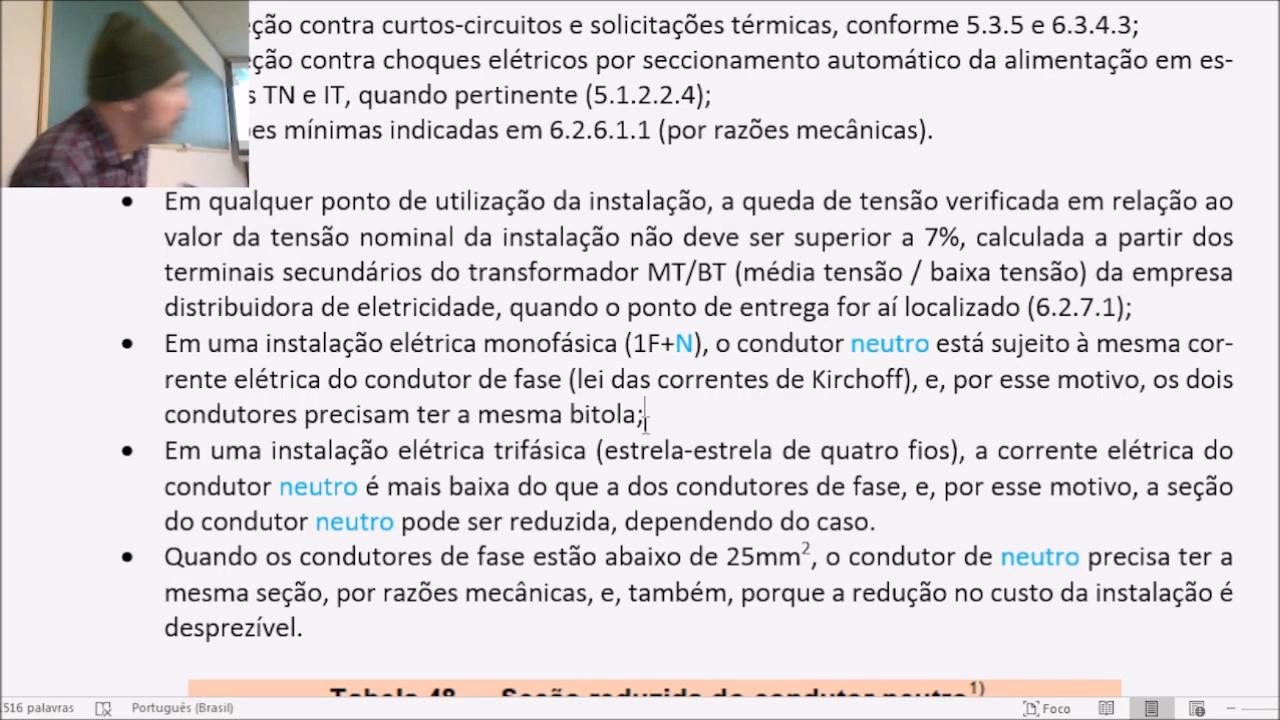 ção contra curtos-circuitos e solicitações térmicas, conforme 5.3.5 e 6.3.4.3;
ção contra choques elétricos por seccionamento automático da alimentação em es-
s TN e IT, quando pertinente (5.1.2.2.4);
es mínimas indicadas em 6.2.6.1.1 (por razões mecânicas).
• Em qualquer ponto de utilização da instalação, a queda de tensão verificada em relação ao
valor da tensão nominal da instalação não deve ser superior a 7%, calculada a partir dos
terminais secundários do transformador MT/BT (média tensão / baixa tensão) da empresa
distribuidora de eletricidade, quando o ponto de entrega for aí localizado (6.2.7.1);
• Em uma instalação elétrica monofásica (1F+N), o condutor neutro está sujeito à mesma cor-
rente elétrica do condutor de fase (lei das correntes de Kirchoff), e, por esse motivo, os dois
condutores precisam ter a mesma bitola;
• Em uma instalação elétrica trifásica (estrela-estrela de quatro fios), a corrente elétrica do
condutor neutro é mais baixa do que a dos condutores de fase, e, por esse motivo, a seção
do condutor neutro pode ser reduzida, dependendo do caso.
• Quando os condutores de fase estão abaixo de 25mm², o condutor de neutro precisa ter a
mesma seção, por razões mecânicas, e, também, porque a redução no custo da instalação é
desprezível.
Tabela 48 — Seção reduzida do condutor neutro 1)
516 palavras Português (Brasil) Foco